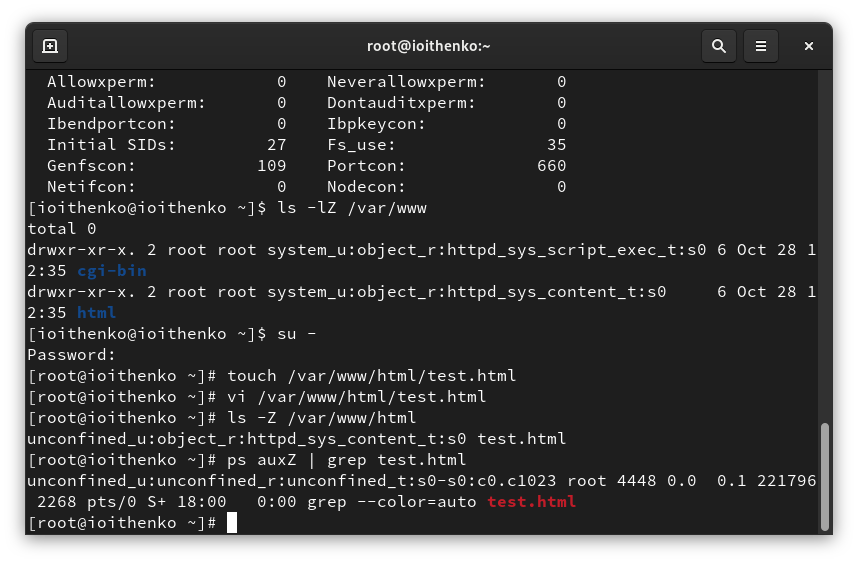 root@ioithenko:~
  Allowxperm:            0    Neverallowxperm:       0
  Auditallowxperm:       0    Dontauditxperm:        0
  Ibendportcon:          0    Ibpkeycon:             0
  Initial SIDs:         27    Fs_use:               35
  Genfscon:            109    Portcon:             660
  Netifcon:              0    Nodecon:               0
[ioithenko@ioithenko ~]$ ls -lZ /var/www
total 0
drwxr-xr-x. 2 root root system_u:object_r:httpd_sys_script_exec_t:s0 6 Oct 28 1
2:35 cgi-bin
drwxr-xr-x. 2 root root system_u:object_r:httpd_sys_content_t:s0     6 Oct 28 1
2:35 html
[ioithenko@ioithenko ~]$ su -
Password:
[root@ioithenko ~]# touch /var/www/html/test.html
[root@ioithenko ~]# vi /var/www/html/test.html
[root@ioithenko ~]# ls -Z /var/www/html
unconfined_u:object_r:httpd_sys_content_t:s0 test.html
[root@ioithenko ~]# ps auxZ | grep test.html
unconfined_u:unconfined_r:unconfined_t:s0-s0:c0.c1023 root 4448 0.0  0.1 221796
 2268 pts/0 S+ 18:00   0:00 grep --color=auto test.html
[root@ioithenko ~]#